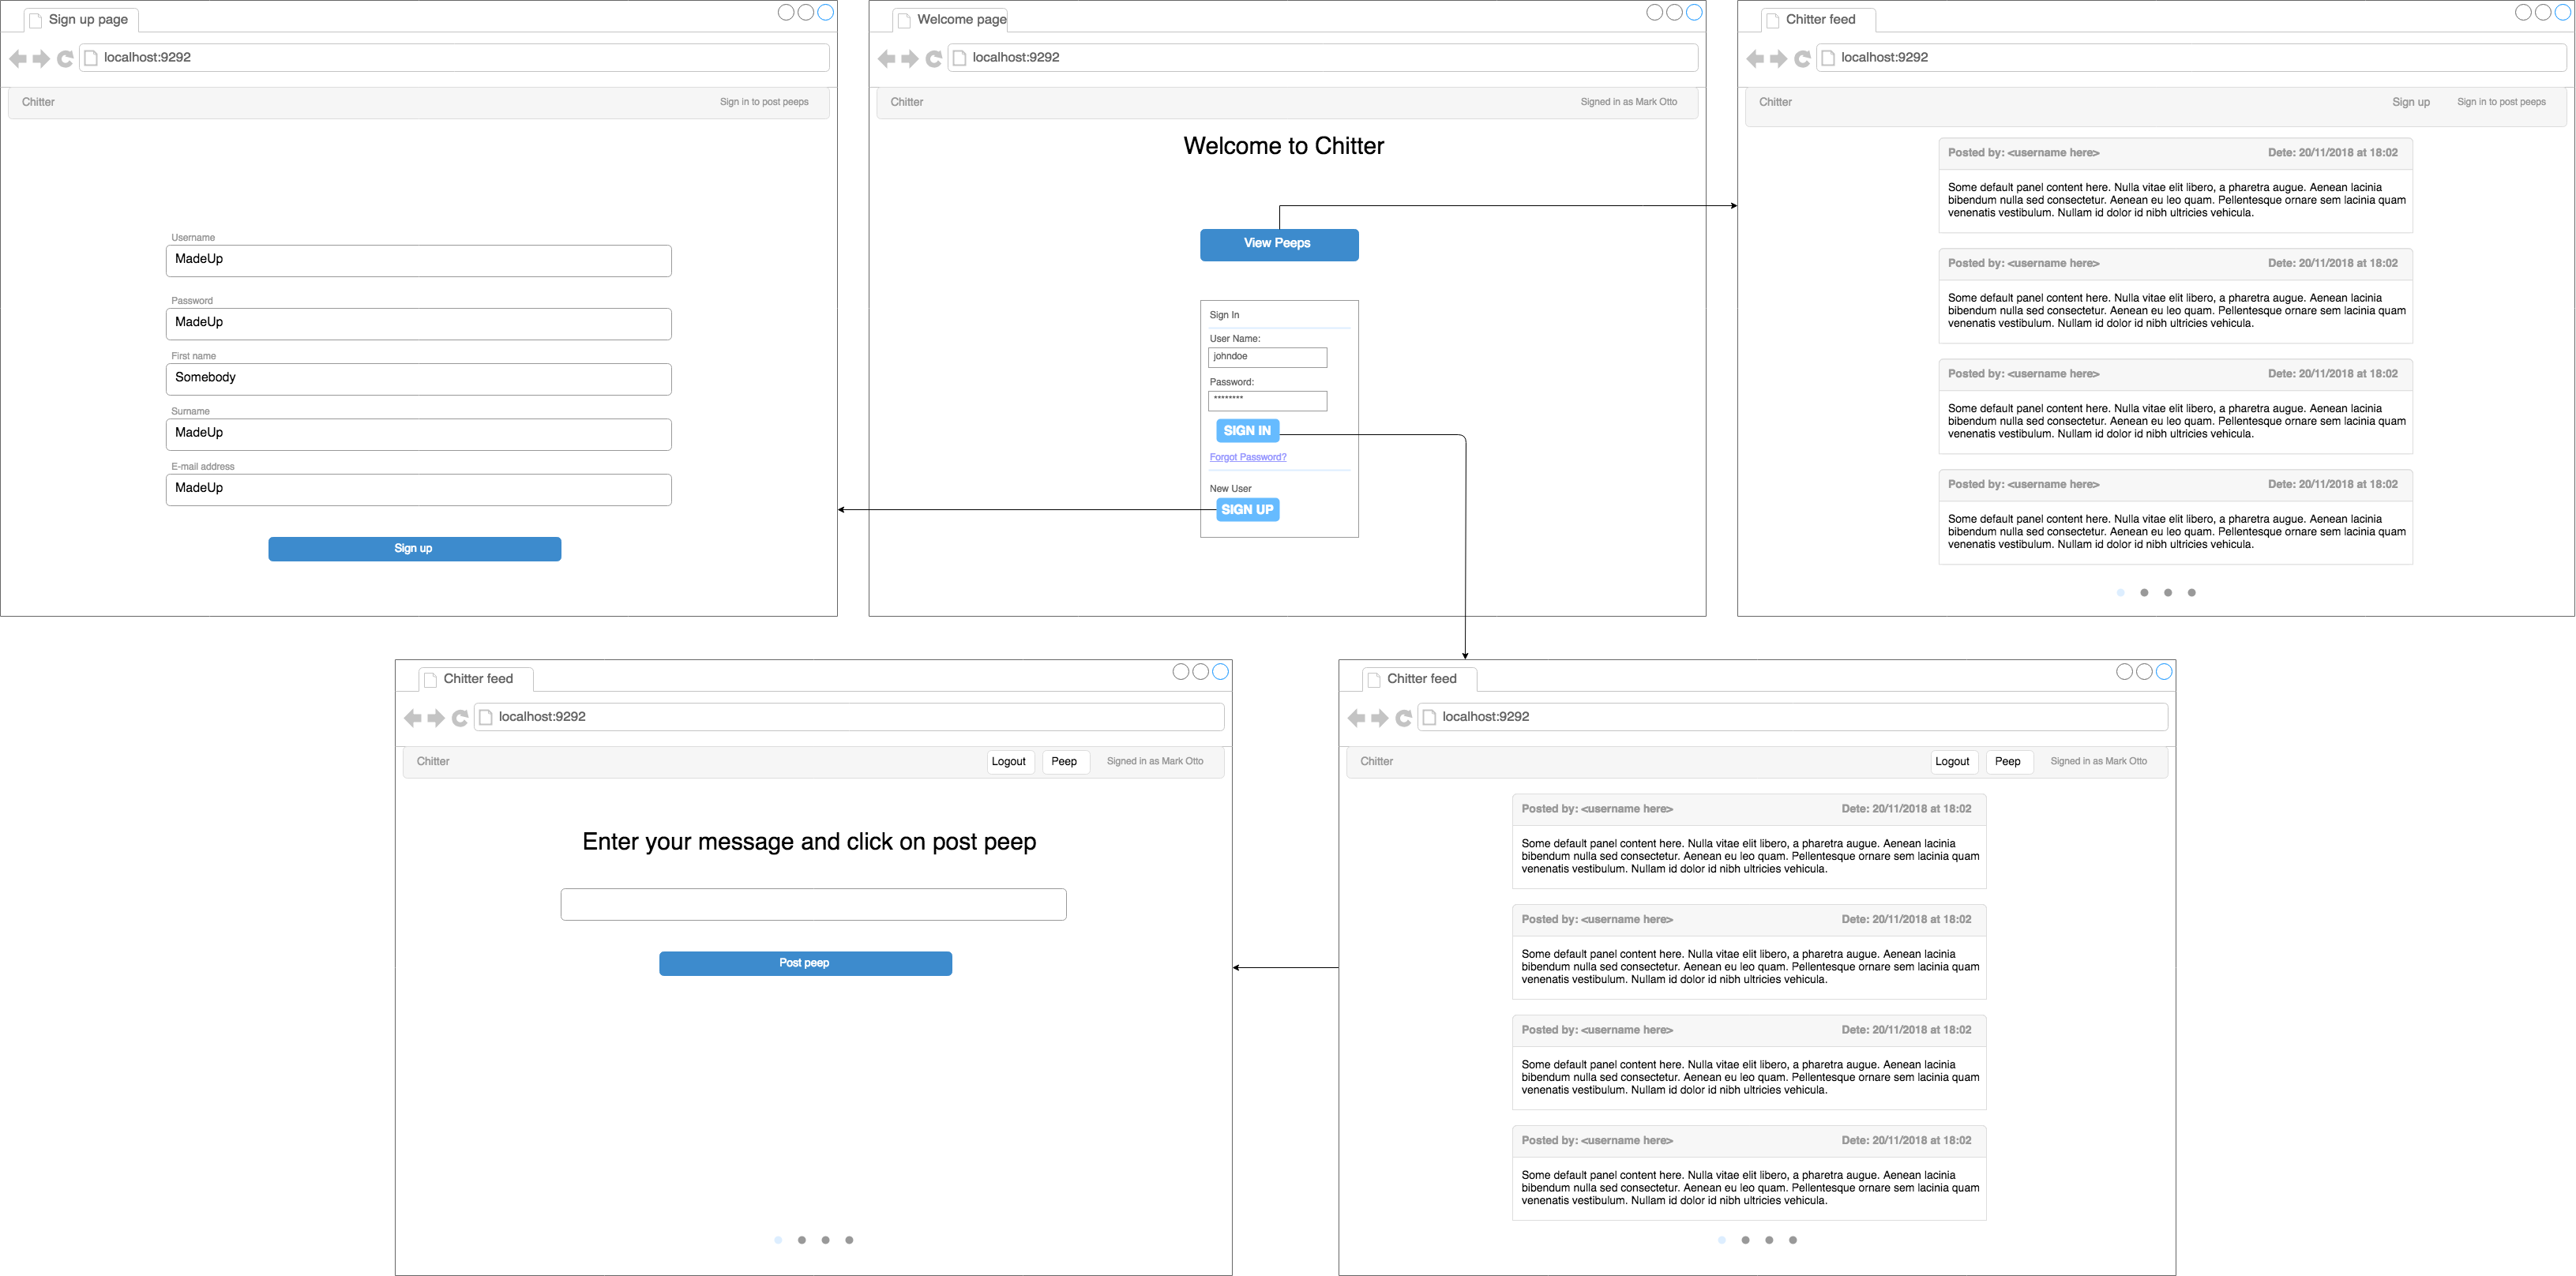 Sign up page
localhost:9292
Chitter
Sign in to post peeps
Username
MadeUp
Password
MadeUp
First name
Somebody
Surname
MadeUp
E-mail address
MadeUp
Sign up
Welcome page
localhost:9292
Chitter
Signed in as Mark Otto
Welcome to Chitter
View Peeps
Sign In
User Name:
johndoe
Password:
********
SIGN IN
Forgot Password?
New User
SIGN UP
Chitter feed
localhost:9292
Chitter
Sign up
Sign in to post peeps
Posted by: <username here>
Dete: 20/11/2018 at 18:02
Some default panel content here. Nulla vitae elit libero, a pharetra augue. Aenean lacinia
bibendum nulla sed consectetur. Aenean eu leo quam. Pellentesque ornare sem lacinia quam
venenatis vestibulum. Nullam id dolor id nibh ultricies vehicula.
Posted by: <username here>
Dete: 20/11/2018 at 18:02
Some default panel content here. Nulla vitae elit libero, a pharetra augue. Aenean lacinia
bibendum nulla sed consectetur. Aenean eu leo quam. Pellentesque ornare sem lacinia quam
venenatis vestibulum. Nullam id dolor id nibh ultricies vehicula.
Posted by: <username here>
Dete: 20/11/2018 at 18:02
Some default panel content here. Nulla vitae elit libero, a pharetra augue. Aenean lacinia
bibendum nulla sed consectetur. Aenean eu leo quam. Pellentesque ornare sem lacinia quam
venenatis vestibulum. Nullam id dolor id nibh ultricies vehicula.
Posted by: <username here>
Dete: 20/11/2018 at 18:02
Some default panel content here. Nulla vitae elit libero, a pharetra augue. Aenean lacinia
bibendum nulla sed consectetur. Aenean eu leo quam. Pellentesque ornare sem lacinia quam
venenatis vestibulum. Nullam id dolor id nibh ultricies vehicula.
Chitter feed
localhost:9292
Chitter
Logout
Peep
Signed in as Mark Otto
Enter your message and click on post peep
Post peep
Chitter feed
localhost:9292
Chitter
Logout
Peep
Signed in as Mark Otto
Posted by: <username here>
Dete: 20/11/2018 at 18:02
Some default panel content here. Nulla vitae elit libero, a pharetra augue. Aenean lacinia
bibendum nulla sed consectetur. Aenean eu leo quam. Pellentesque ornare sem lacinia quam
venenatis vestibulum. Nullam id dolor id nibh ultricies vehicula.
Posted by: <username here>
Dete: 20/11/2018 at 18:02
Some default panel content here. Nulla vitae elit libero, a pharetra augue. Aenean lacinia
bibendum nulla sed consectetur. Aenean eu leo quam. Pellentesque ornare sem lacinia quam
venenatis vestibulum. Nullam id dolor id nibh ultricies vehicula.
Posted by: <username here>
Dete: 20/11/2018 at 18:02
Some default panel content here. Nulla vitae elit libero, a pharetra augue. Aenean lacinia
bibendum nulla sed consectetur. Aenean eu leo quam. Pellentesque ornare sem lacinia quam
venenatis vestibulum. Nullam id dolor id nibh ultricies vehicula.
Posted by: <username here>
Dete: 20/11/2018 at 18:02
Some default panel content here. Nulla vitae elit libero, a pharetra augue. Aenean lacinia
bibendum nulla sed consectetur. Aenean eu leo quam. Pellentesque ornare sem lacinia quam
venenatis vestibulum. Nullam id dolor id nibh ultricies vehicula.